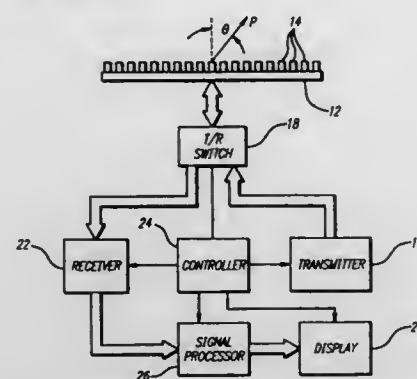 θ P 14
12
T/R
SWITCH
18
22
24
RECEIVER
CONTROLLER
TRANSMITTER
SIGNAL
PROCESSOR
DISPLAY
26